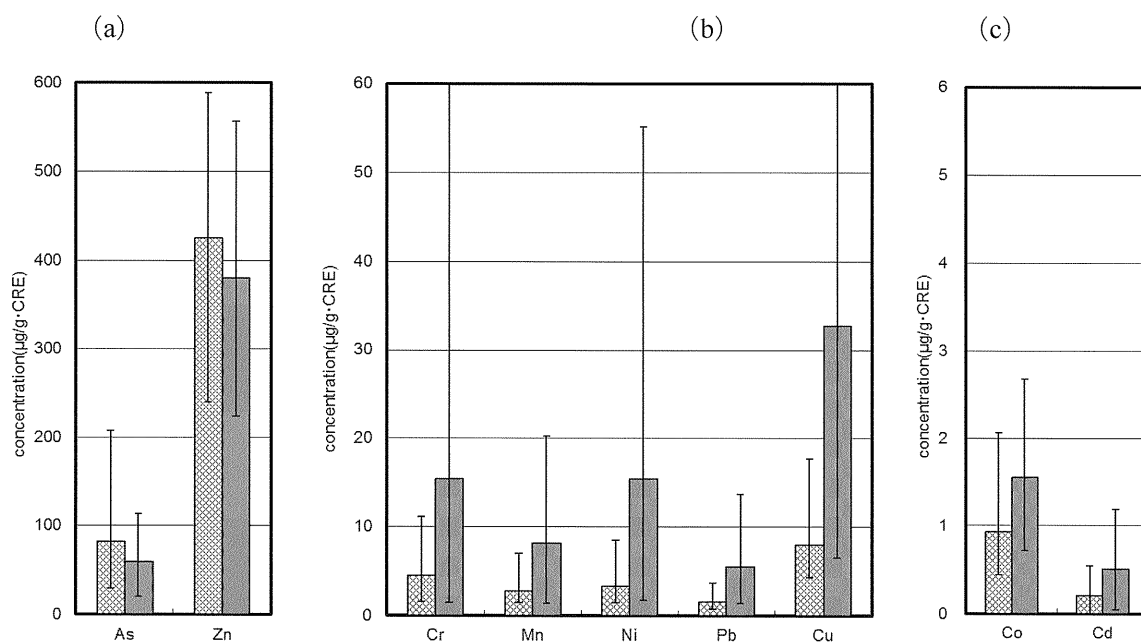 (a)
concentration(µg/g·CRE)
600
500
400
300
200
100
0
As Zn
(b)
concentration(µg/g·CRE)
60
50
40
30
20
10
0
Cr Mn Ni Pb Cu
(c)
concentration(µg/g·CRE)
6
5
4
3
2
1
0
Co Cd